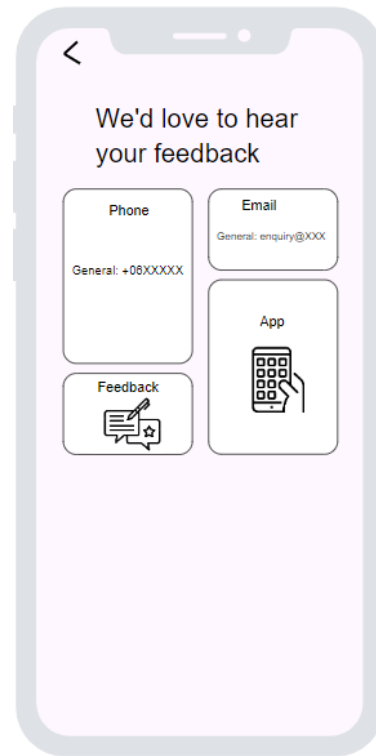 We'd love to hear
your feedback
Phone
General: +06XXXXX
Email
General: enquiry@XXX
App
Feedback